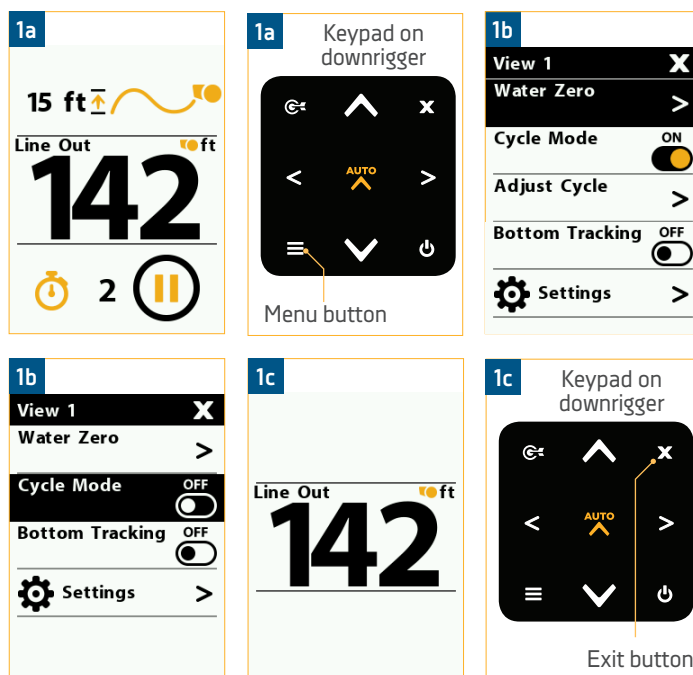 1a
15 ft
Line Out ft
142
2
1a
Keypad on
downrigger
X
AUTO
Menu button
1b
View 1 X
Water Zero >
Cycle Mode ON
Adjust Cycle >
Bottom Tracking OFF
Settings >
1b
View 1 X
Water Zero >
Cycle Mode OFF
Bottom Tracking OFF
Settings >
1c
Line Out ft
142
1c
Keypad on
downrigger
X
AUTO
Exit button